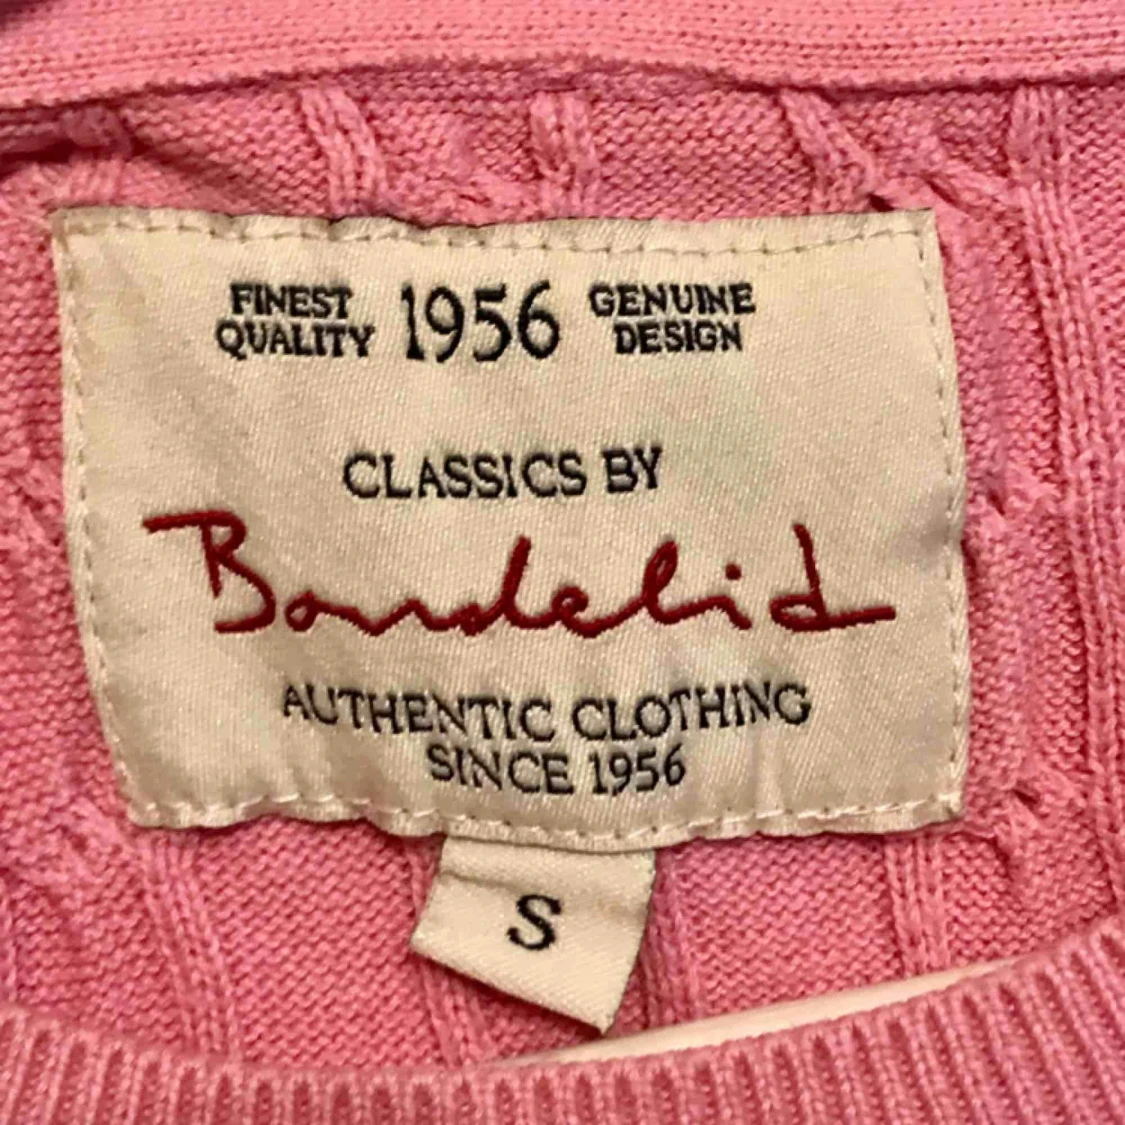 FINEST QUALITY 1956 GENUINE DESIGN
CLASSICS BY
Bondelid
AUTHENTIC CLOTHING
SINCE 1956
S